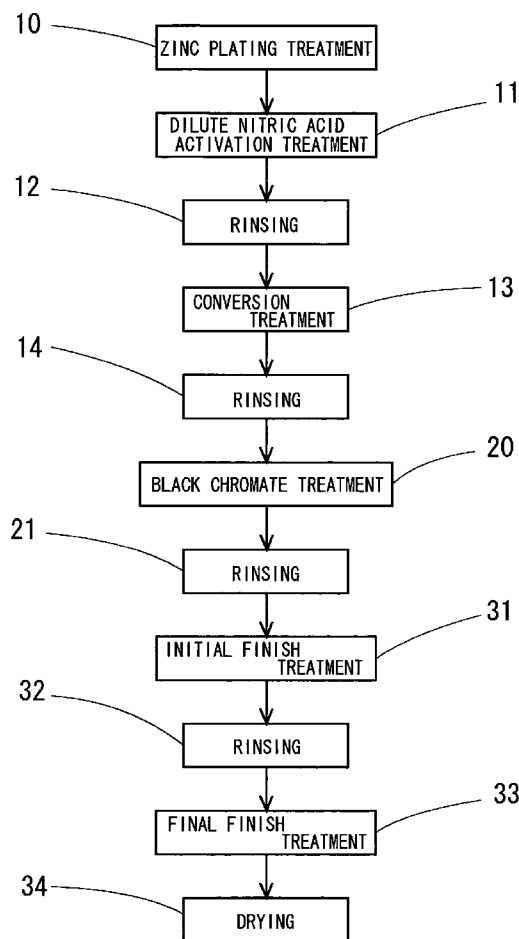 10
ZINC PLATING TREATMENT
11
DILUTE NITRIC ACID
ACTIVATION TREATMENT
12
RINSING
13
CONVERSION
TREATMENT
14
RINSING
20
BLACK CHROMATE TREATMENT
21
RINSING
31
INITIAL FINISH
TREATMENT
32
RINSING
33
FINAL FINISH
TREATMENT
34
DRYING